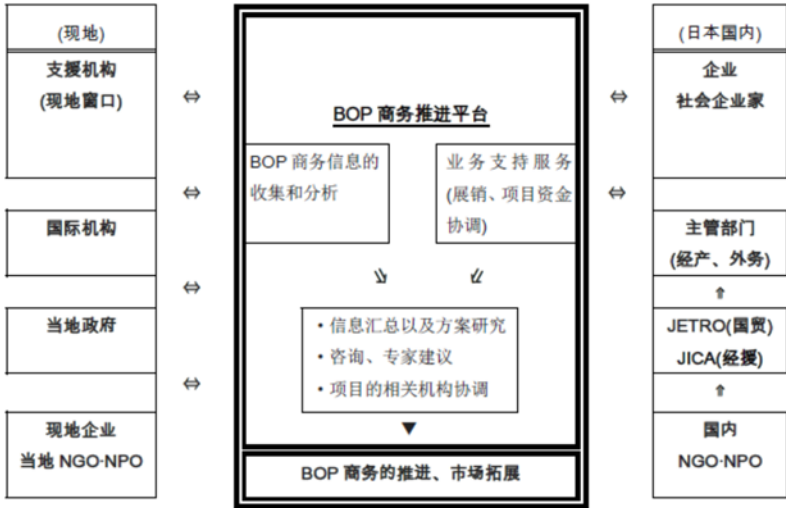 (现地)
支援机构
(现地窗口)
国际机构
当地政府
现地企业
当地 NGO·NPO
⇔
⇔
⇔
⇔
BOP 商务推进平台
BOP 商务信息的
收集和分析
业务支持服务
(展销、项目资金
协调)
⇘ ⇙
·信息汇总以及方案研究
·咨询、专家建议
·项目的相关机构协调
▼
BOP 商务的推进、市场拓展
⇔
⇔
(日本国内)
企业
社会企业家
主管部门
(经产、外务)
⇑
JETRO(国贸)
JICA(经援)
⇑
国内
NGO·NPO